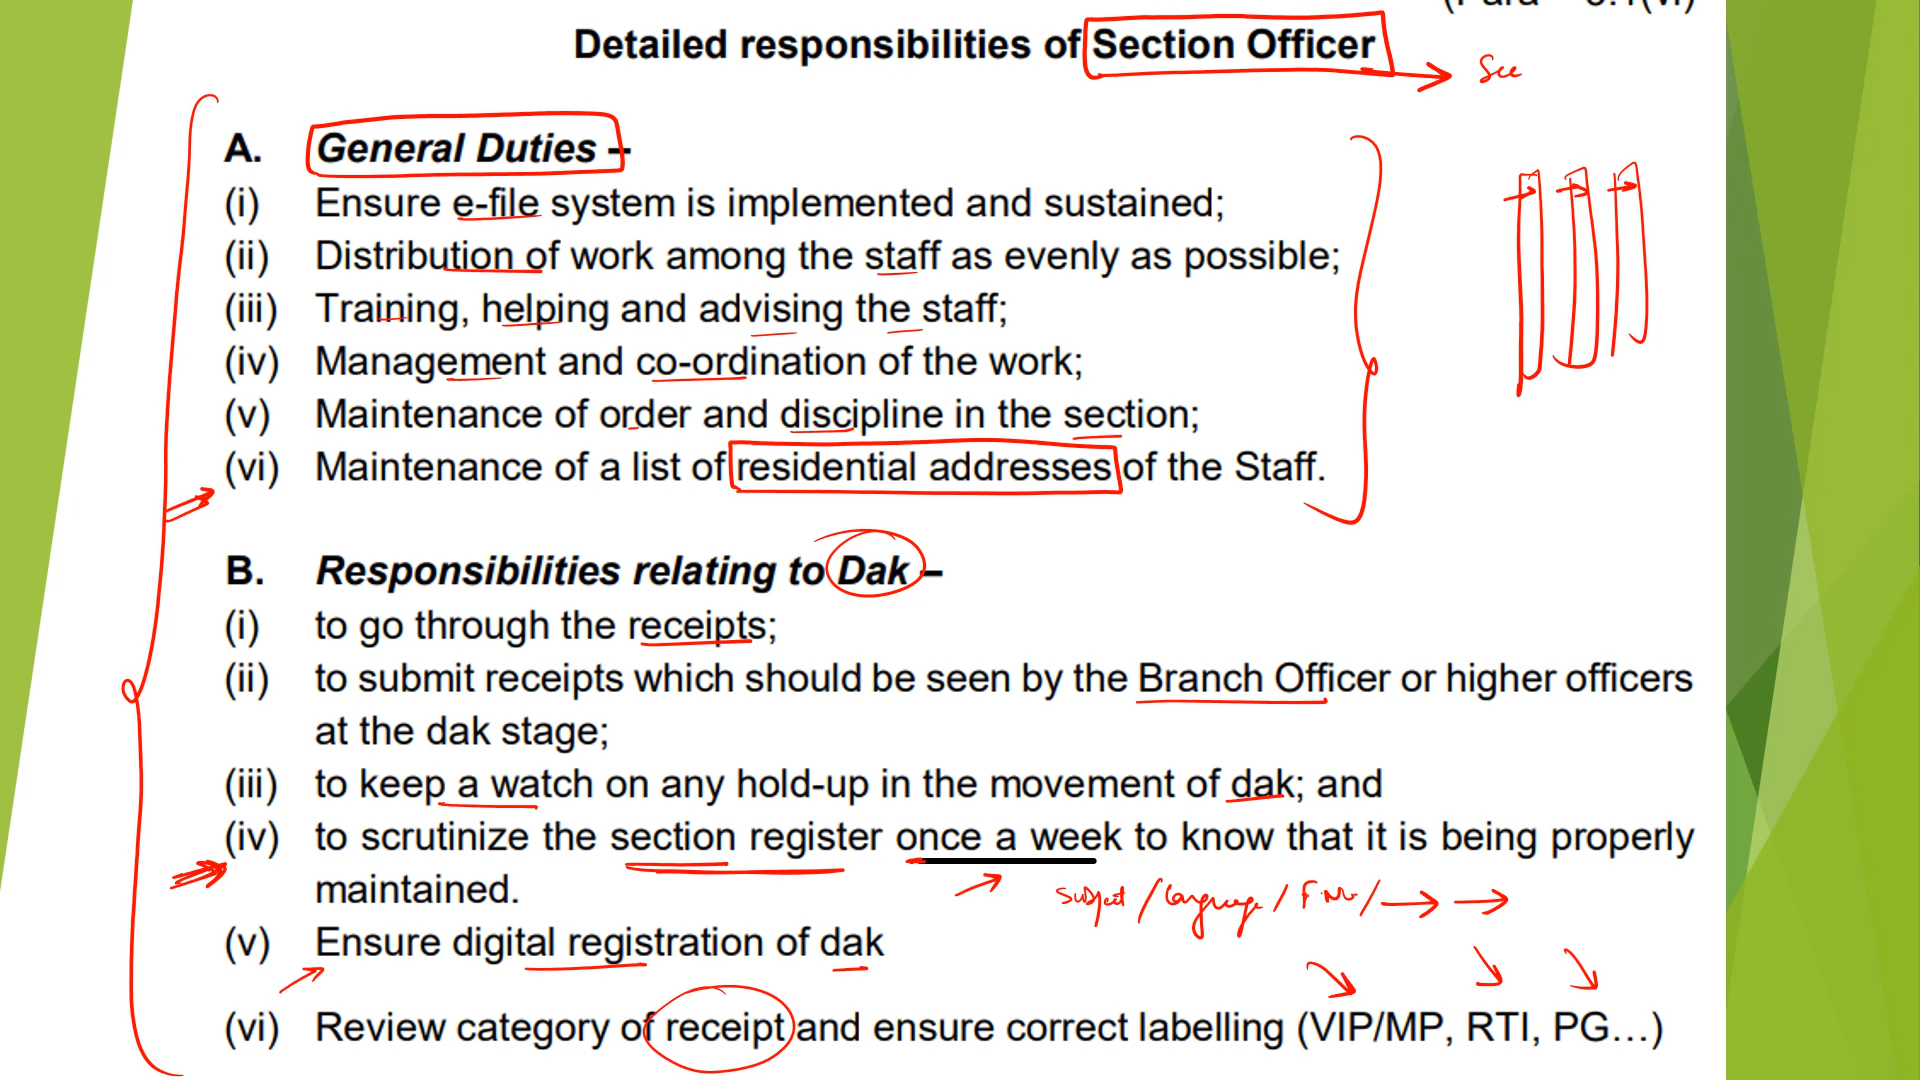 Detailed responsibilities of Section Officer
A. General Duties –
(i) Ensure e-file system is implemented and sustained;
(ii) Distribution of work among the staff as evenly as possible;
(iii) Training, helping and advising the staff;
(iv) Management and co-ordination of the work;
(v) Maintenance of order and discipline in the section;
(vi) Maintenance of a list of residential addresses of the Staff.
B. Responsibilities relating to Dak –
(i) to go through the receipts;
(ii) to submit receipts which should be seen by the Branch Officer or higher officers
at the dak stage;
(iii) to keep a watch on any hold-up in the movement of dak; and
(iv) to scrutinize the section register once a week to know that it is being properly
maintained.
Subject / Language /
(v) Ensure digital registration of dak
(vi) Review category of receipt and ensure correct labelling (VIP/MP, RTI, PG…)